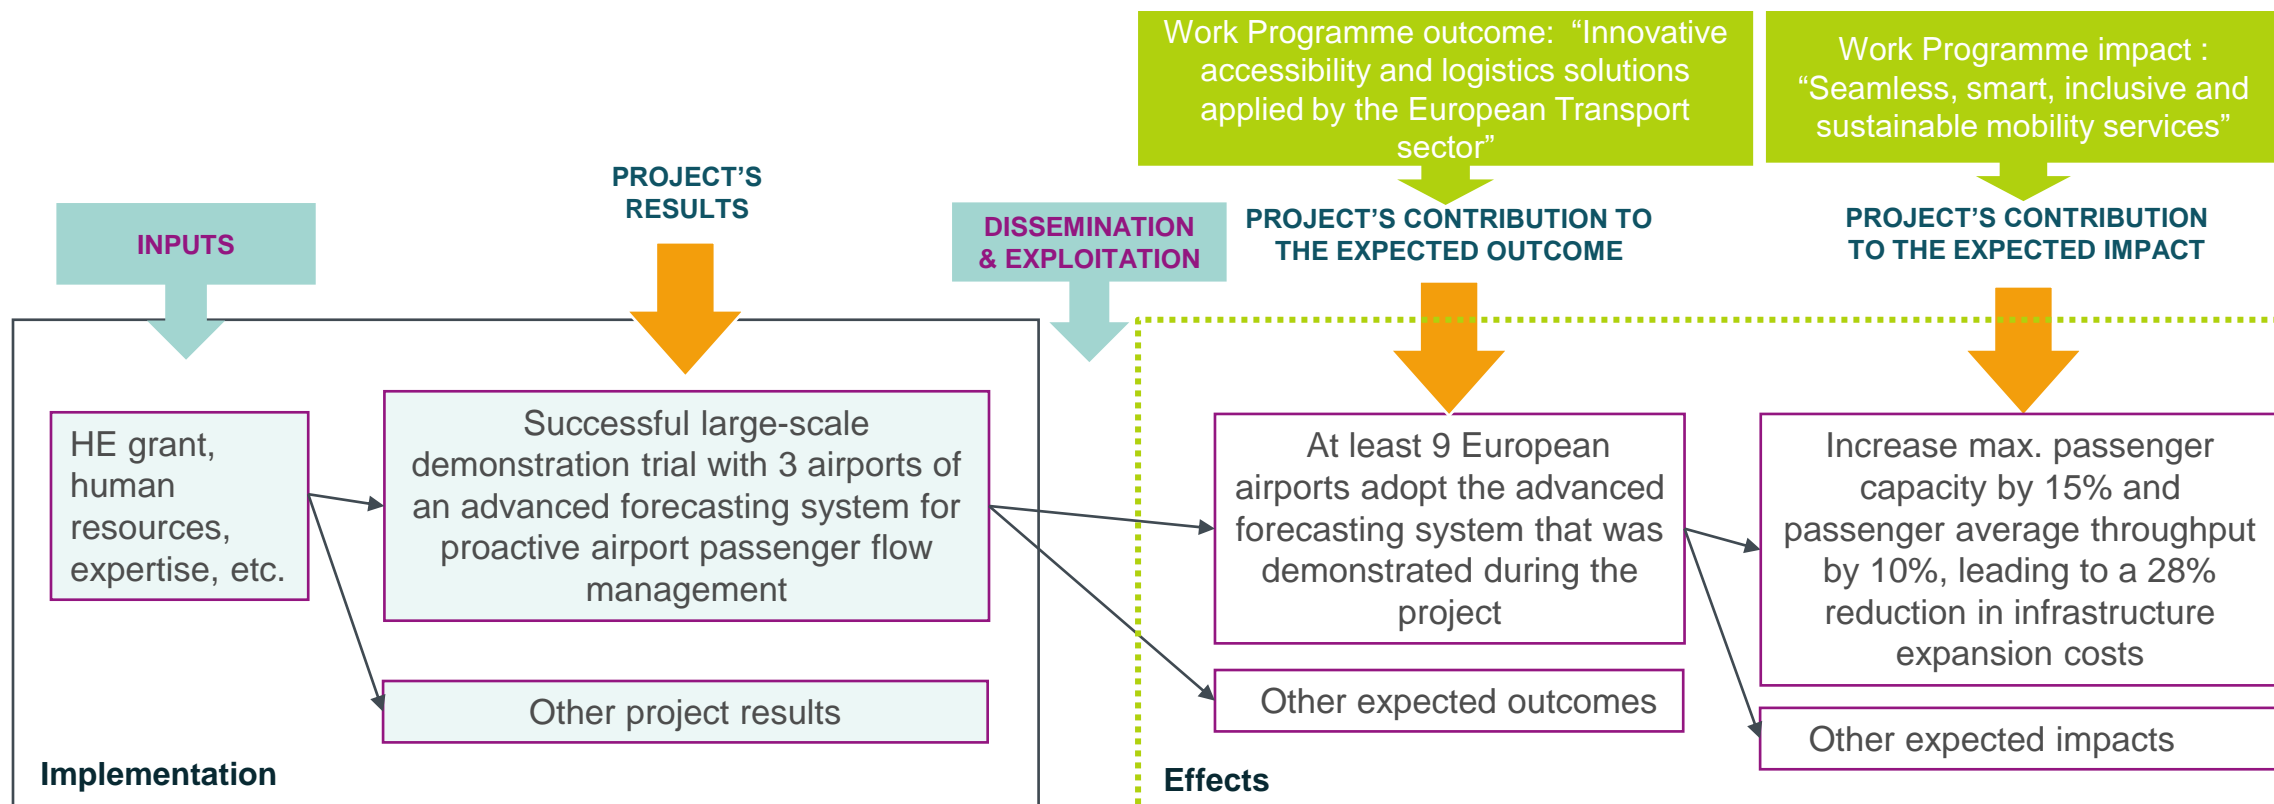 Work Programme outcome: “Innovative
accessibility and logistics solutions
applied by the European Transport
sector”
Work Programme impact :
“Seamless, smart, inclusive and
sustainable mobility services”
INPUTS
PROJECT’S
RESULTS
DISSEMINATION
& EXPLOITATION
PROJECT’S CONTRIBUTION TO
THE EXPECTED OUTCOME
PROJECT’S CONTRIBUTION
TO THE EXPECTED IMPACT
HE grant,
human
resources,
expertise, etc.
Successful large-scale
demonstration trial with 3 airports of
an advanced forecasting system for
proactive airport passenger flow
management
Other project results
Implementation
At least 9 European
airports adopt the advanced
forecasting system that was
demonstrated during the
project
Other expected outcomes
Increase max. passenger
capacity by 15% and
passenger average throughput
by 10%, leading to a 28%
reduction in infrastructure
expansion costs
Other expected impacts
Effects